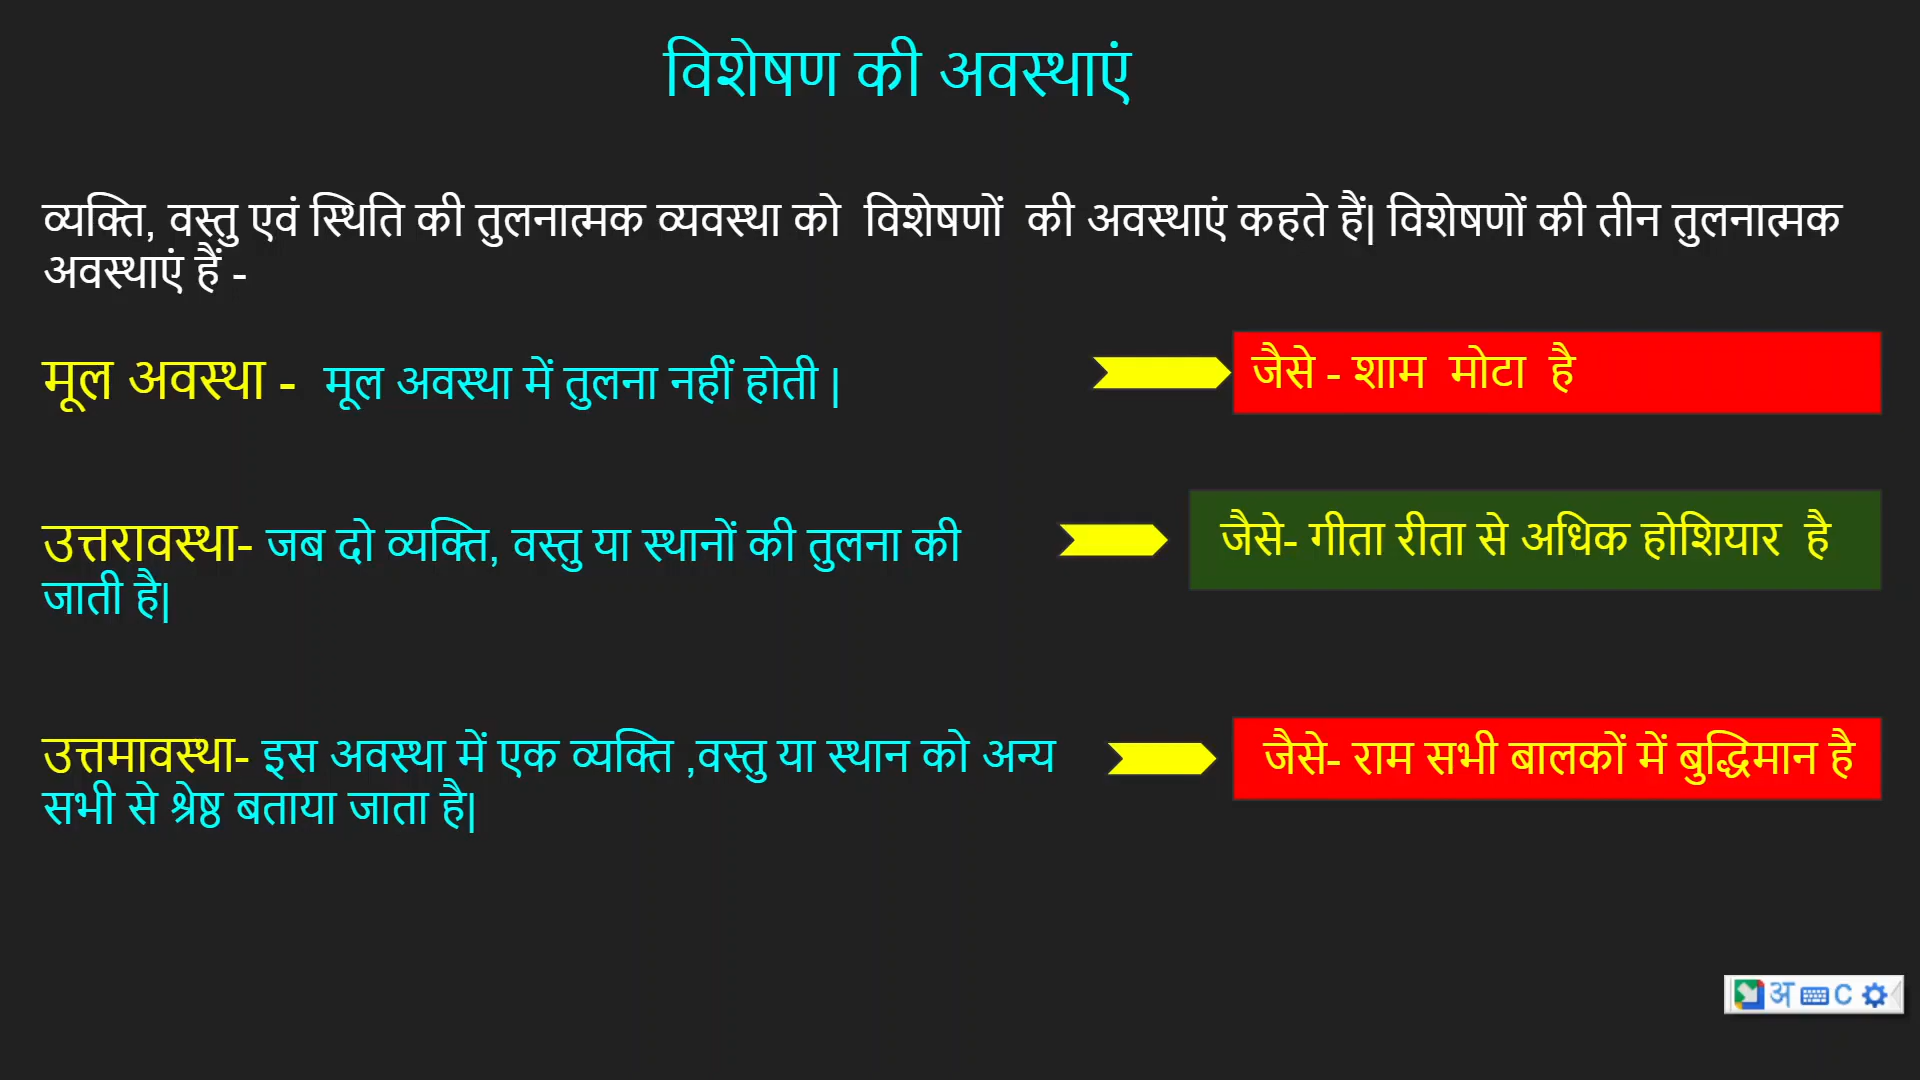 विशेषण की अवस्थाएं
व्यक्ति, वस्तु एवं स्थिति की तुलनात्मक व्यवस्था को विशेषणों की अवस्थाएं कहते हैं| विशेषणों की तीन तुलनात्मक
अवस्थाएं हैं -
मूल अवस्था - मूल अवस्था में तुलना नहीं होती |
जैसे - शाम मोटा है
उत्तरावस्था- जब दो व्यक्ति, वस्तु या स्थानों की तुलना की
जाती है|
जैसे- गीता रीता से अधिक होशियार है
उत्तमावस्था- इस अवस्था में एक व्यक्ति ,वस्तु या स्थान को अन्य
सभी से श्रेष्ठ बताया जाता है|
जैसे- राम सभी बालकों में बुद्धिमान है
अ C